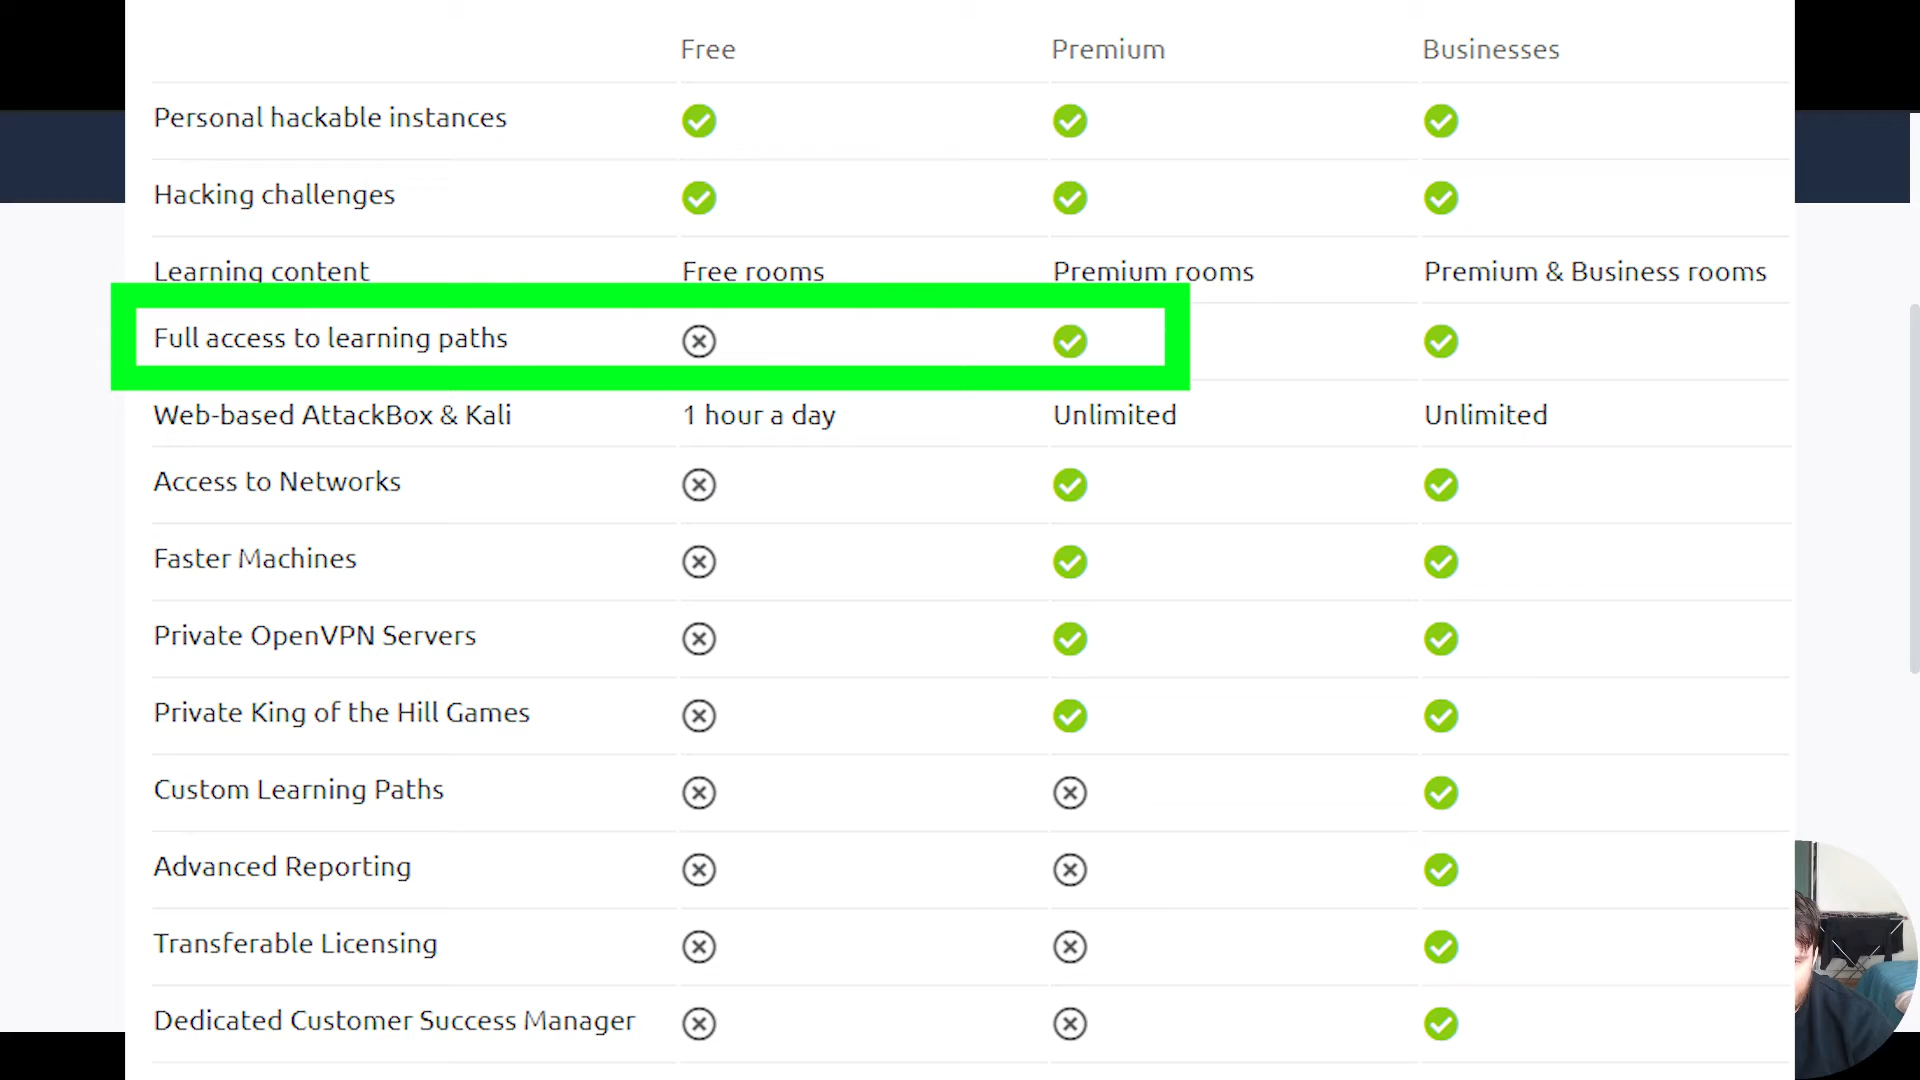 Free Premium Businesses
Personal hackable instances
Hacking challenges
Learning content Free rooms Premium rooms Premium & Business rooms
Full access to learning paths
Web-based AttackBox & Kali 1 hour a day Unlimited Unlimited
Access to Networks
Faster Machines
Private OpenVPN Servers
Private King of the Hill Games
Custom Learning Paths
Advanced Reporting
Transferable Licensing
Dedicated Customer Success Manager